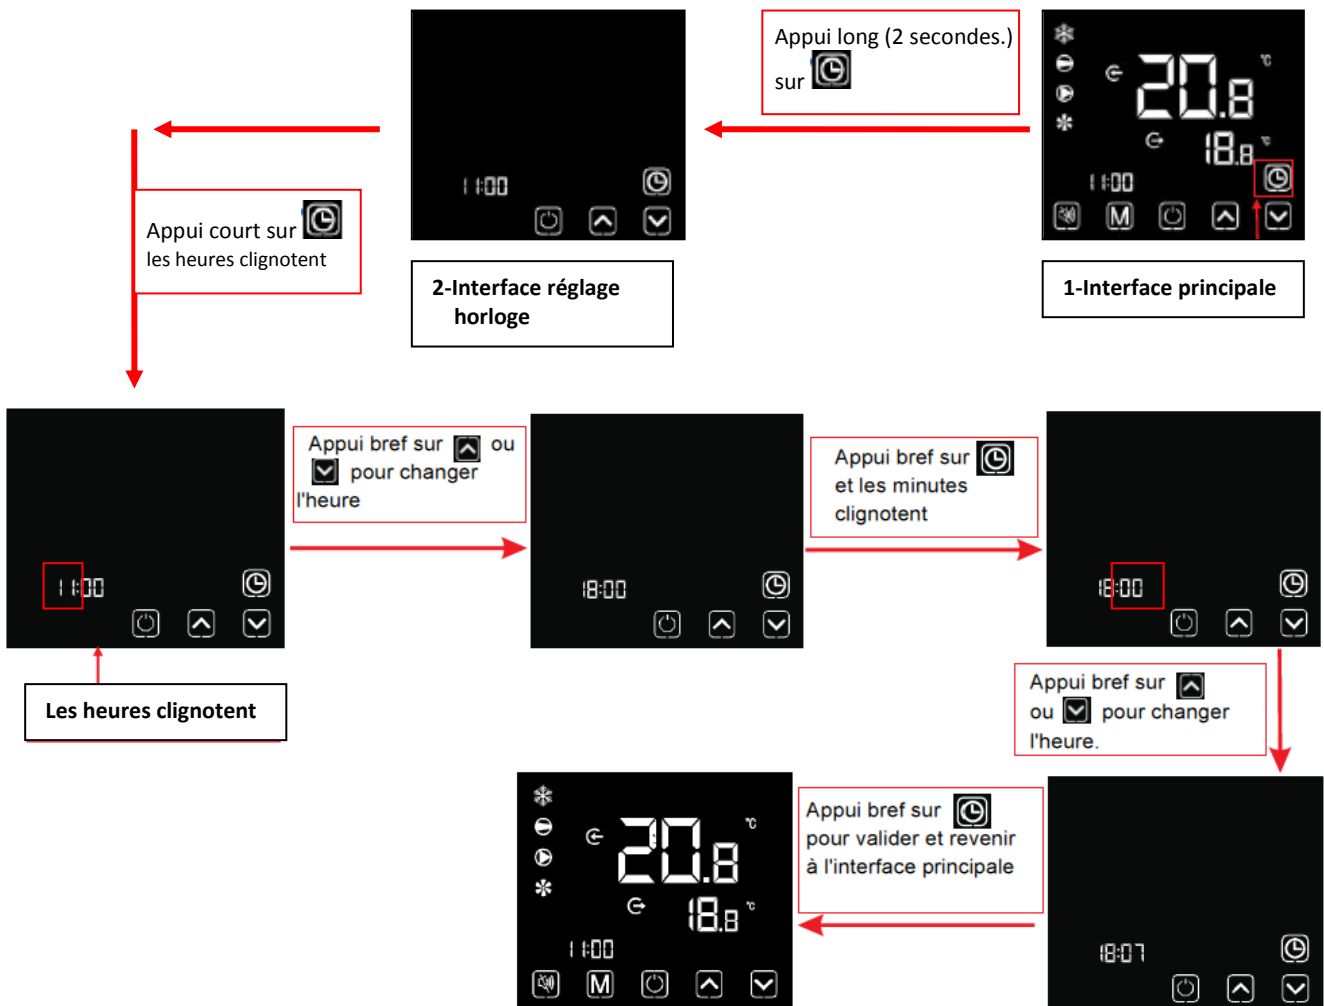 Appui long (2 secondes.)
sur
20.8 °C
18.8 °C
11:00
M
1-Interface principale
11:00
2-Interface réglage
horloge
Appui court sur
les heures clignotent
11:00
Les heures clignotent
Appui bref sur ou
pour changer
l'heure
18:00
Appui bref sur
et les minutes
clignotent
18:00
Appui bref sur
ou pour changer
l'heure.
18:07
Appui bref sur
pour valider et revenir
à l'interface principale
20.8 °C
18.8 °C
11:00
M